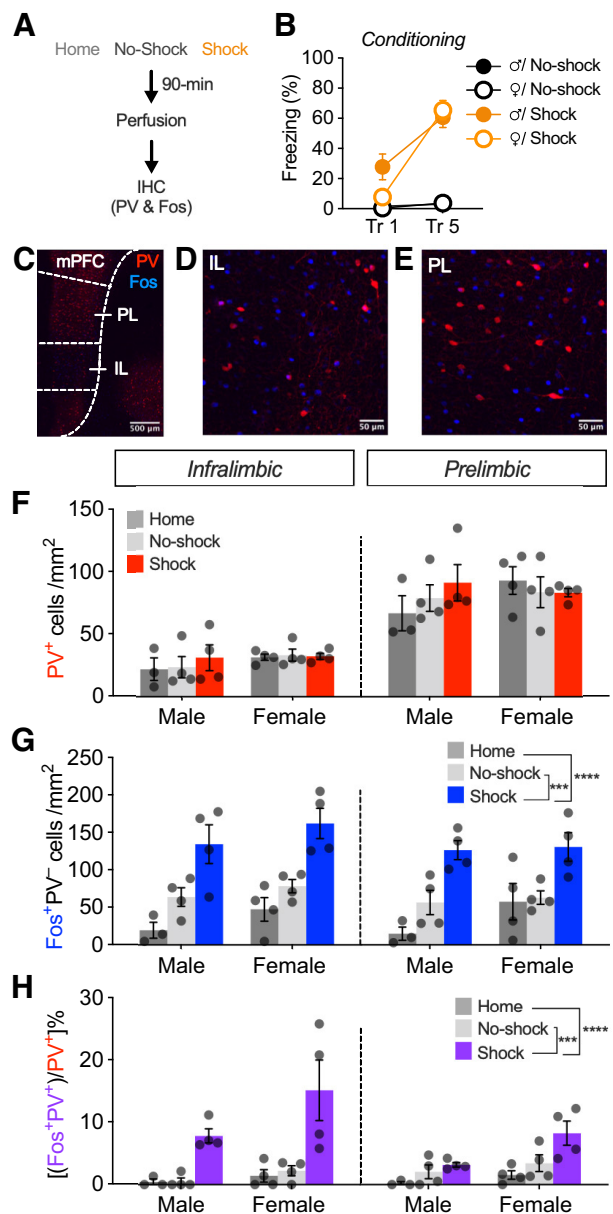 A
Home No-Shock Shock
90-min
Perfusion
IHC
(PV & Fos)
B
Conditioning
Freezing (%)
100
80
60
40
20
0
Tr 1 Tr 5
♂/ No-shock
♀/ No-shock
♂/ Shock
♀/ Shock
C
mPFC PV
Fos
PL
IL
500 µm
D
IL
50 µm
E
PL
50 µm
Infralimbic Prelimbic
F
PV⁺ cells /mm²
150
100
50
0
Home
No-shock
Shock
Male Female Male Female
G
Fos⁺PV⁻ cells/mm²
250
200
150
100
50
0
Home
No-shock
Shock
*** ****
Male Female Male Female
H
[(Fos⁺PV⁺)/PV⁺]%
30
20
10
0
Home
No-shock
Shock
*** ****
Male Female Male Female